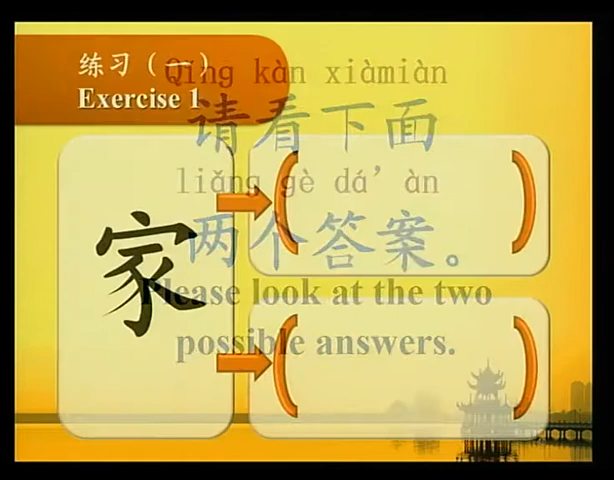 练习（一）
Exercise 1
Qǐng kàn xiàmiàn
请看下面
liǎng gè dá’àn
两个答案。
Please look at the two
possible answers.
家